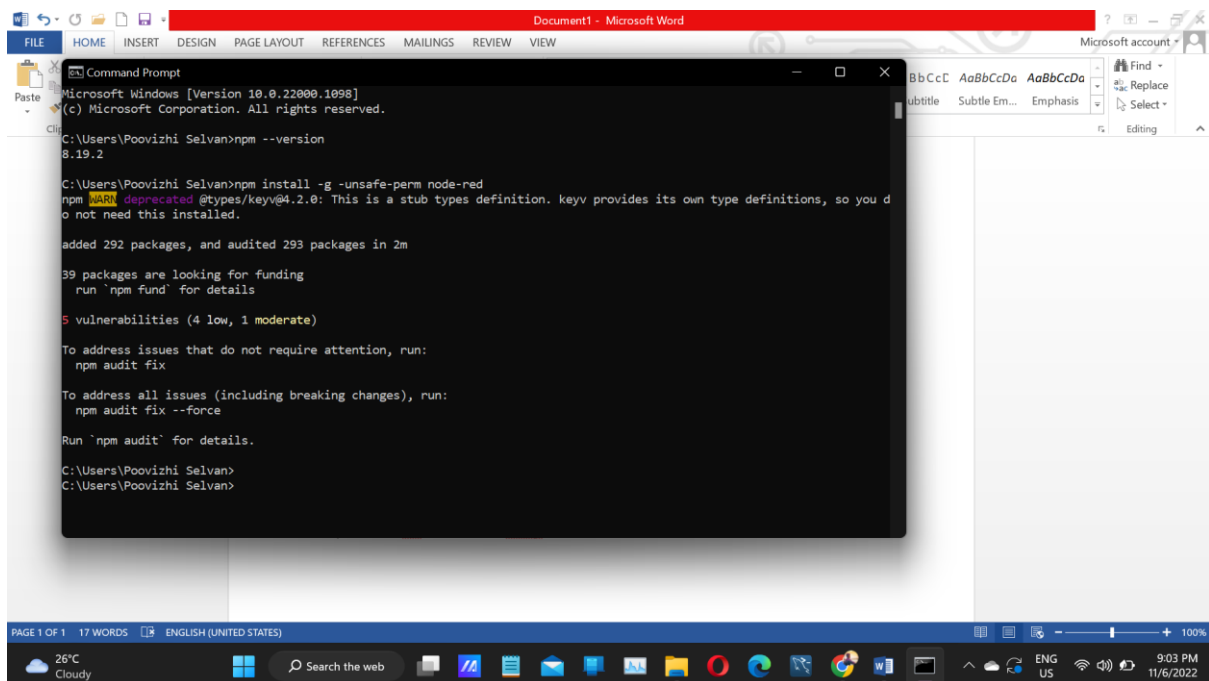 Document1 - Microsoft Word
FILE HOME INSERT DESIGN PAGE LAYOUT REFERENCES MAILINGS REVIEW VIEW Microsoft account
Paste
BbCcD AaBbCcDa AaBbCcDa
ubtitle Subtle Em... Emphasis
Find
Replace
Select
Clip
Editing
Command Prompt
Microsoft Windows [Version 10.0.22000.1098]
(c) Microsoft Corporation. All rights reserved.
C:\Users\Poovizhi Selvan>npm --version
8.19.2
C:\Users\Poovizhi Selvan>npm install -g -unsafe-perm node-red
npm WARN deprecated @types/keyv@4.2.0: This is a stub types definition. keyv provides its own type definitions, so you d
o not need this installed.
added 292 packages, and audited 293 packages in 2m
39 packages are looking for funding
run `npm fund` for details
5 vulnerabilities (4 low, 1 moderate)
To address issues that do not require attention, run:
npm audit fix
To address all issues (including breaking changes), run:
npm audit fix --force
Run `npm audit` for details.
C:\Users\Poovizhi Selvan>
C:\Users\Poovizhi Selvan>
PAGE 1 OF 1 17 WORDS ENGLISH (UNITED STATES) 100%
26°C
Cloudy
Search the web
ENG
US
9:03 PM
11/6/2022